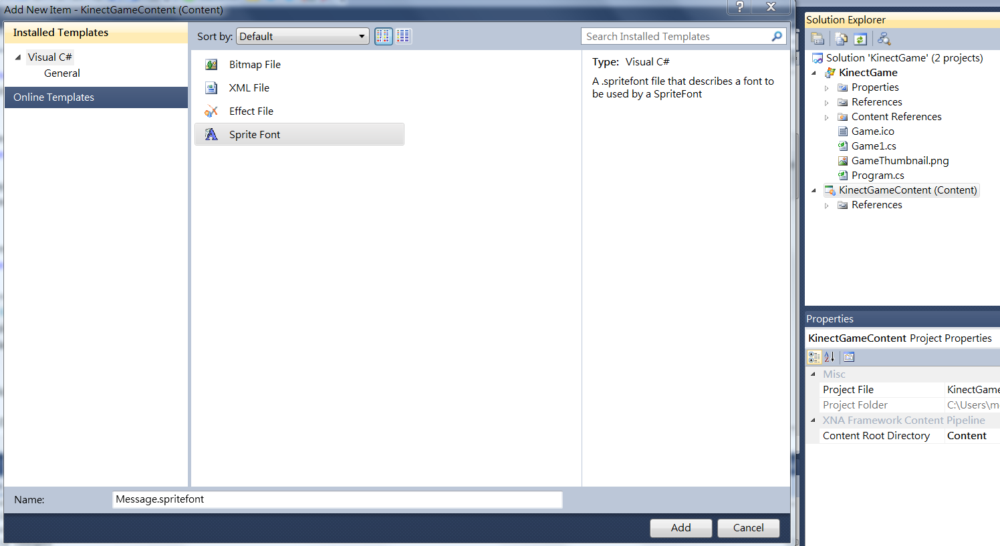 Add New Item - KinectGameContent (Content)
Installed Templates
Visual C#
General
Online Templates
Sort by: Default
Search Installed Templates
Bitmap File
XML File
Effect File
Sprite Font
Type: Visual C#
A .spritefont file that describes a font to
be used by a SpriteFont
Name: Message.spritefont
Add Cancel
Solution Explorer
Solution 'KinectGame' (2 projects)
KinectGame
Properties
References
Content References
Game.ico
Game1.cs
GameThumbnail.png
Program.cs
KinectGameContent (Content)
References
Properties
KinectGameContent Project Properties
Misc
Project File KinectGame
Project Folder C:\Users\m
XNA Framework Content Pipeline
Content Root Directory Content